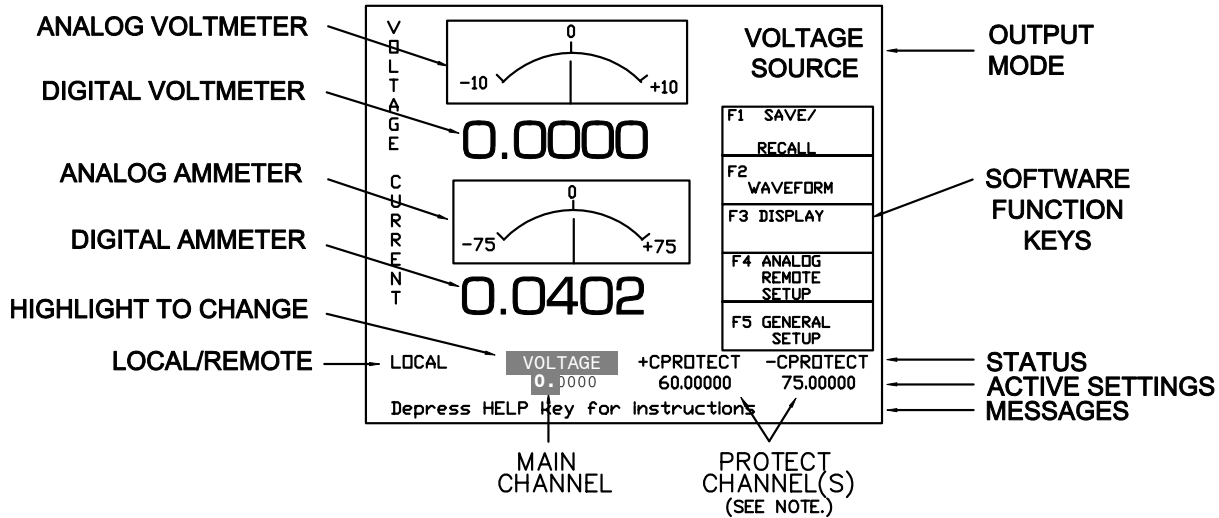 ANALOG VOLTMETER
DIGITAL VOLTMETER
ANALOG AMMETER
DIGITAL AMMETER
HIGHLIGHT TO CHANGE
LOCAL/REMOTE
VOLTAGE
CURRENT
0
-10
+10
0.0000
0
-75
+75
0.0402
VOLTAGE
SOURCE
F1 SAVE/
RECALL
F2
WAVEFORM
F3 DISPLAY
F4 ANALOG
REMOTE
SETUP
F5 GENERAL
SETUP
LOCAL VOLTAGE +CPROTECT -CPROTECT
0.0000 60.00000 75.00000
Depress HELP key for Instructions
OUTPUT
MODE
SOFTWARE
FUNCTION
KEYS
STATUS
ACTIVE SETTINGS
MESSAGES
MAIN
CHANNEL
PROTECT
CHANNEL(S)
(SEE NOTE.)